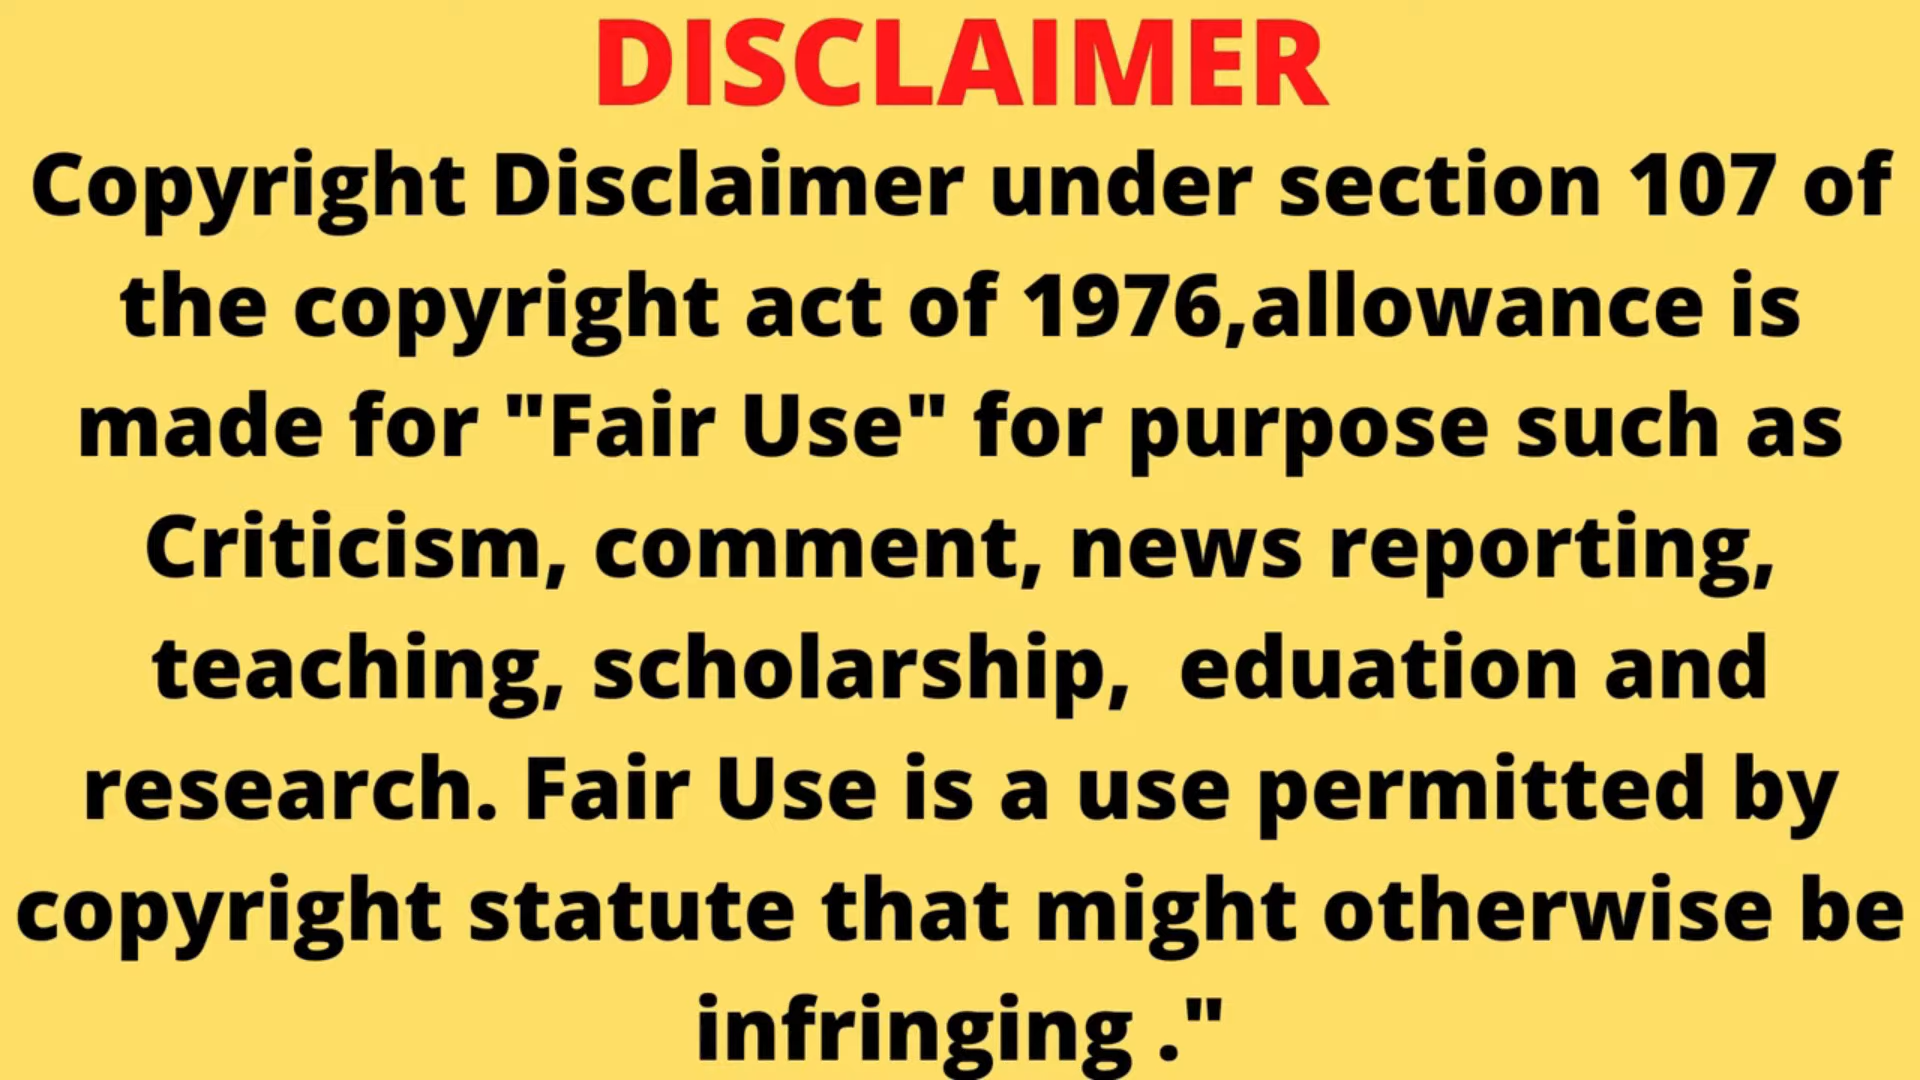 DISCLAIMER
Copyright Disclaimer under section 107 of
the copyright act of 1976,allowance is
made for "Fair Use" for purpose such as
Criticism, comment, news reporting,
teaching, scholarship,  eduation and
research. Fair Use is a use permitted by
copyright statute that might otherwise be
infringing ."